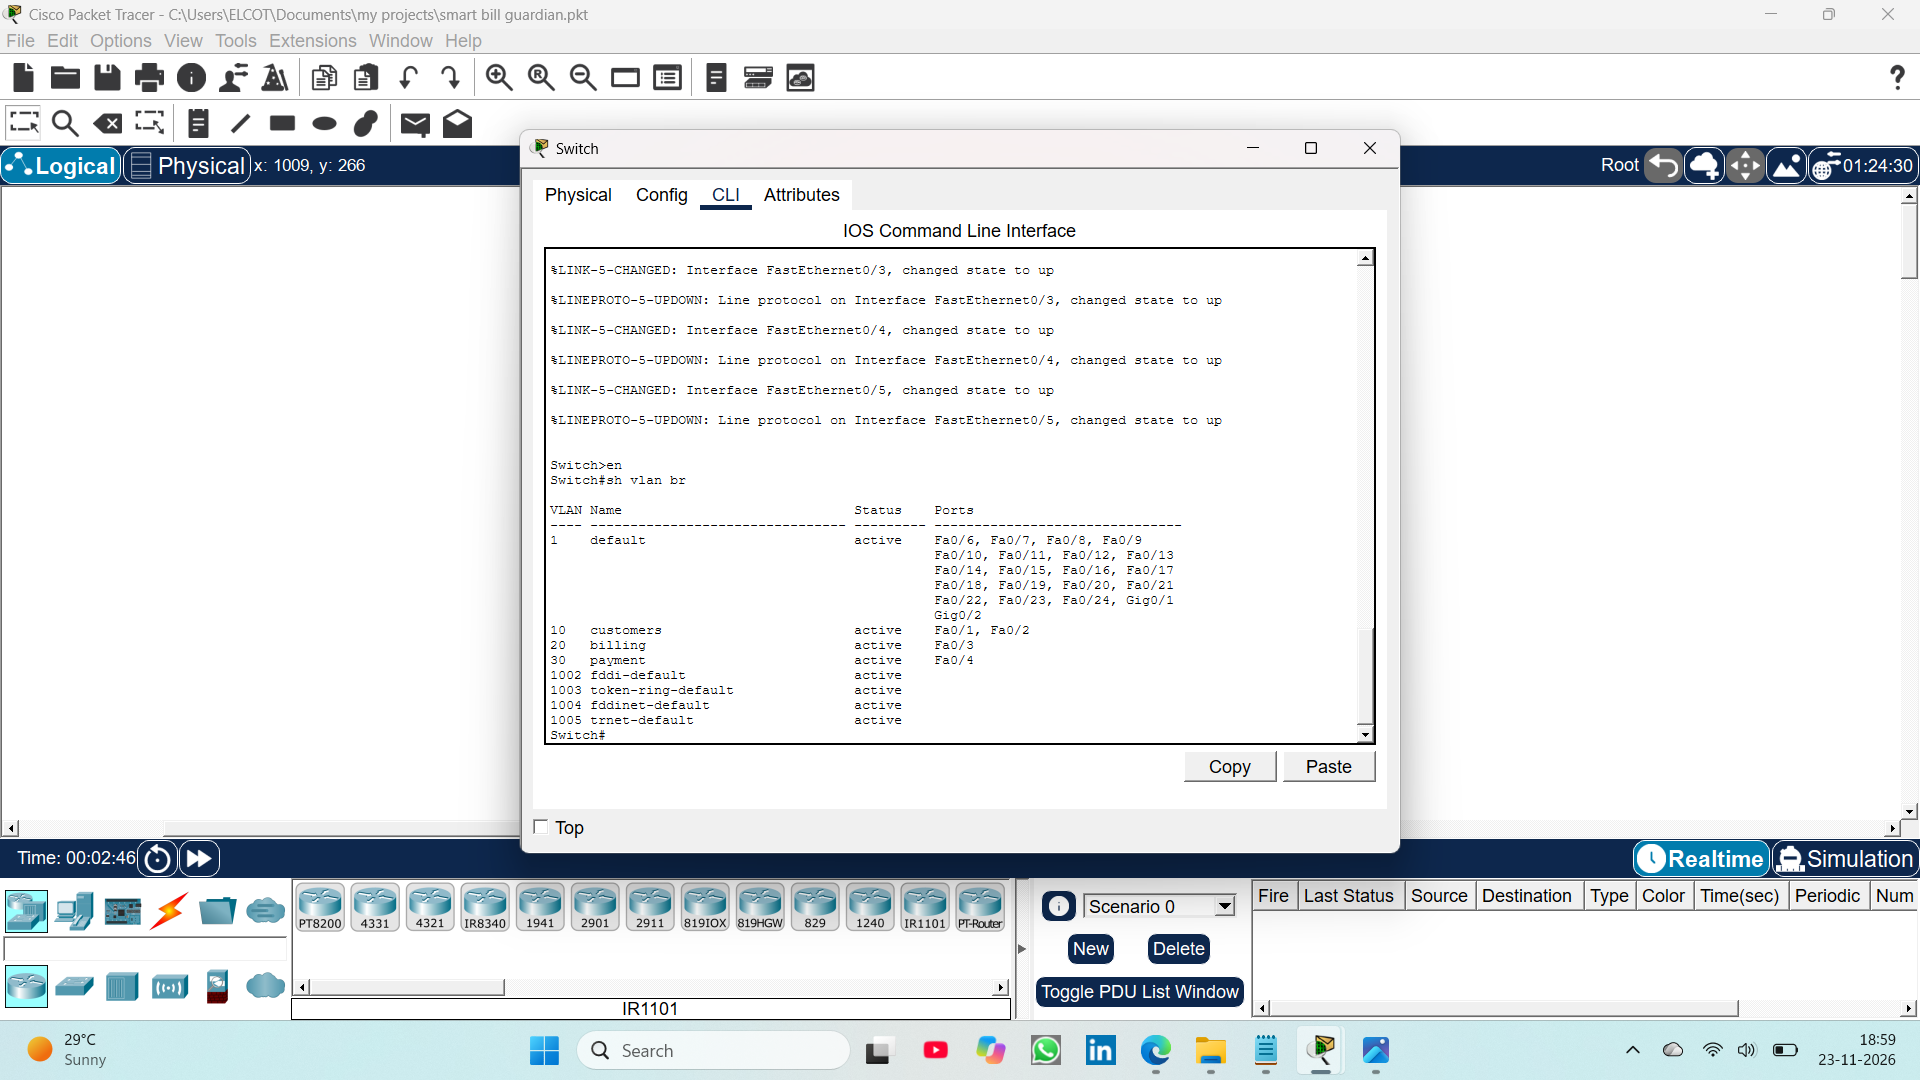 Cisco Packet Tracer - C:\Users\ELCOT\Documents\my projects\smart bill guardian.pkt
File Edit Options View Tools Extensions Window Help
Logical Physical x: 1009, y: 266 Root 01:24:30
Switch
Physical Config CLI Attributes
IOS Command Line Interface
%LINK-5-CHANGED: Interface FastEthernet0/3, changed state to up
%LINEPROTO-5-UPDOWN: Line protocol on Interface FastEthernet0/3, changed state to up
%LINK-5-CHANGED: Interface FastEthernet0/4, changed state to up
%LINEPROTO-5-UPDOWN: Line protocol on Interface FastEthernet0/4, changed state to up
%LINK-5-CHANGED: Interface FastEthernet0/5, changed state to up
%LINEPROTO-5-UPDOWN: Line protocol on Interface FastEthernet0/5, changed state to up
Switch>en
Switch#sh vlan br
VLAN Name Status Ports
---- -------------------------------- --------- -------------------------------
1 default active Fa0/6, Fa0/7, Fa0/8, Fa0/9
Fa0/10, Fa0/11, Fa0/12, Fa0/13
Fa0/14, Fa0/15, Fa0/16, Fa0/17
Fa0/18, Fa0/19, Fa0/20, Fa0/21
Fa0/22, Fa0/23, Fa0/24, Gig0/1
Gig0/2
10 customers active Fa0/1, Fa0/2
20 billing active Fa0/3
30 payment active Fa0/4
1002 fddi-default active
1003 token-ring-default active
1004 fddinet-default active
1005 trnet-default active
Switch#
Copy Paste
Top
Time: 00:02:46 Realtime Simulation
PT8200 4331 4321 IR8340 1941 2901 2911 819IOX 819HGW 829 1240 IR1101 PT-Router
IR1101
Scenario 0
New Delete
Toggle PDU List Window
Fire Last Status Source Destination Type Color Time(sec) Periodic Num
29°C
Sunny
Search
18:59
23-11-2026